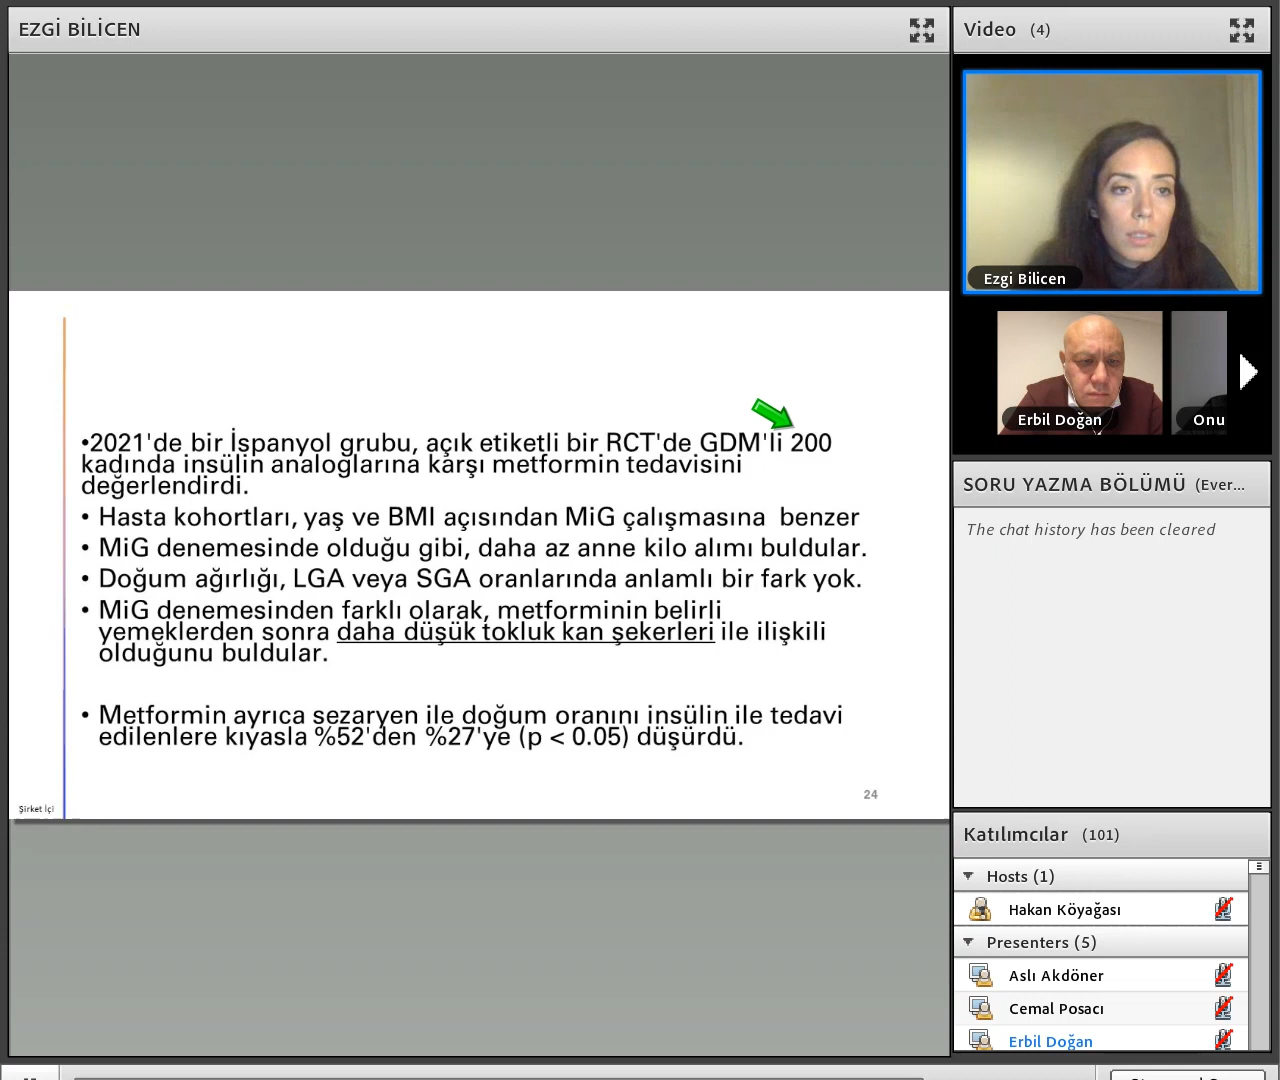 EZGİ BİLİCEN
Video (4)
Ezgi Bilicen
Erbil Doğan
Onu
•2021'de bir İspanyol grubu, açık etiketli bir RCT'de GDM'li 200
kadında insülin analoglarına karşı metformin tedavisini
değerlendirdi.
• Hasta kohortları, yaş ve BMI açısından MiG çalışmasına benzer
• MiG denemesinde olduğu gibi, daha az anne kilo alımı buldular.
• Doğum ağırlığı, LGA veya SGA oranlarında anlamlı bir fark yok.
• MiG denemesinden farklı olarak, metforminin belirli
yemeklerden sonra daha düşük tokluk kan şekerleri ile ilişkili
olduğunu buldular.
• Metformin ayrıca sezaryen ile doğum oranını insülin ile tedavi
edilenlere kıyasla %52'den %27'ye (p < 0.05) düşürdü.
24
Şirket İçi
SORU YAZMA BÖLÜMÜ (Ever...
The chat history has been cleared
Katılımcılar (101)
Hosts (1)
Hakan Köyağası
Presenters (5)
Aslı Akdöner
Cemal Posacı
Erbil Doğan